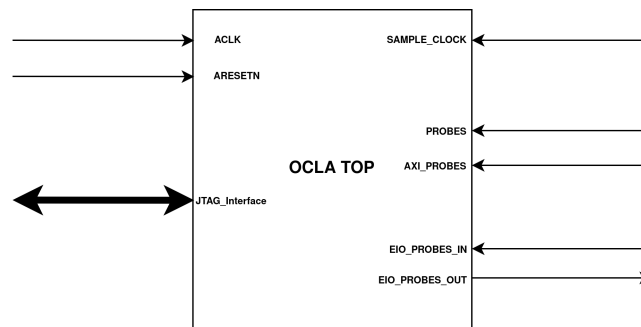 ACLK
SAMPLE_CLOCK
ARESETN
PROBES
OCLA TOP
AXI_PROBES
JTAG_Interface
EIO_PROBES_IN
EIO_PROBES_OUT